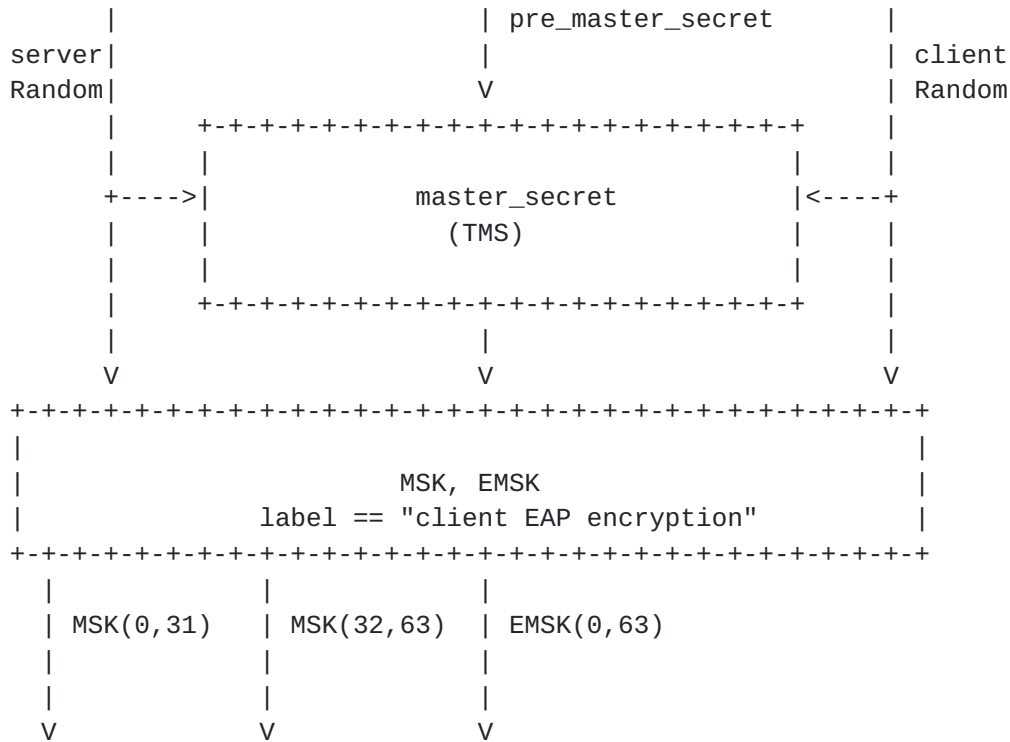 | | pre_master_secret |
server| | | client
Random| V | Random
| +-+-+-+-+-+-+-+-+-+-+-+-+-+-+-+-+-+-+-+ |
| | | |
+---->| master_secret |<----+
| | (TMS) | |
| | | |
| +-+-+-+-+-+-+-+-+-+-+-+-+-+-+-+-+-+-+-+ |
| | |
V V V
+-+-+-+-+-+-+-+-+-+-+-+-+-+-+-+-+-+-+-+-+-+-+-+-+-+-+-+-+-+
| |
| MSK, EMSK |
| label == "client EAP encryption" |
+-+-+-+-+-+-+-+-+-+-+-+-+-+-+-+-+-+-+-+-+-+-+-+-+-+-+-+-+-+
| | |
| MSK(0,31) | MSK(32,63) | EMSK(0,63)
| | |
| | |
V V V